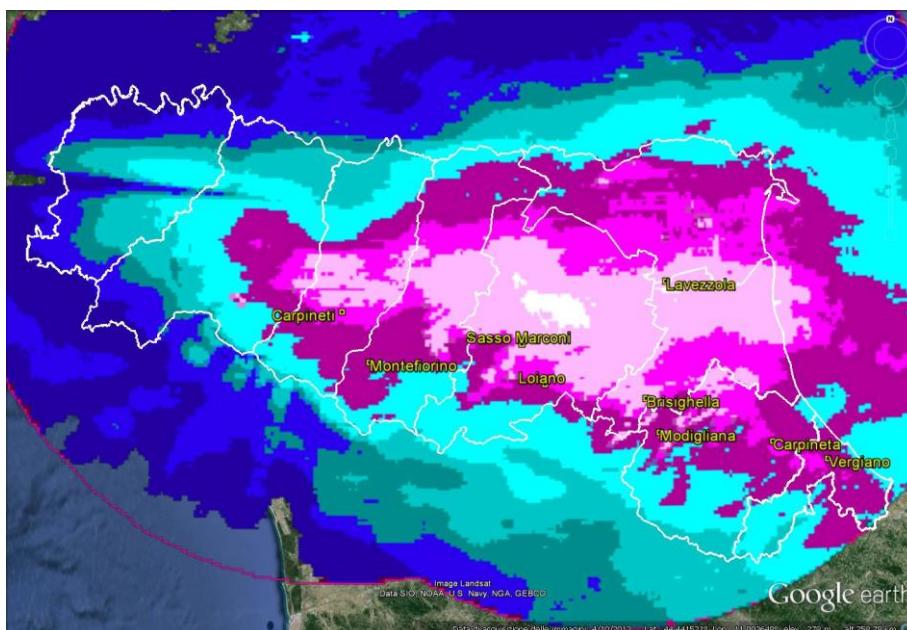 N
Lavezzola
Carpineti
Sasso Marconi
Montefiorino
Loiano
Brisighella
Modigliana
Carpineta
Vergiano
Image Landsat
Data SIO, NOAA, U.S. Navy, NGA, GEBCO
Google earth